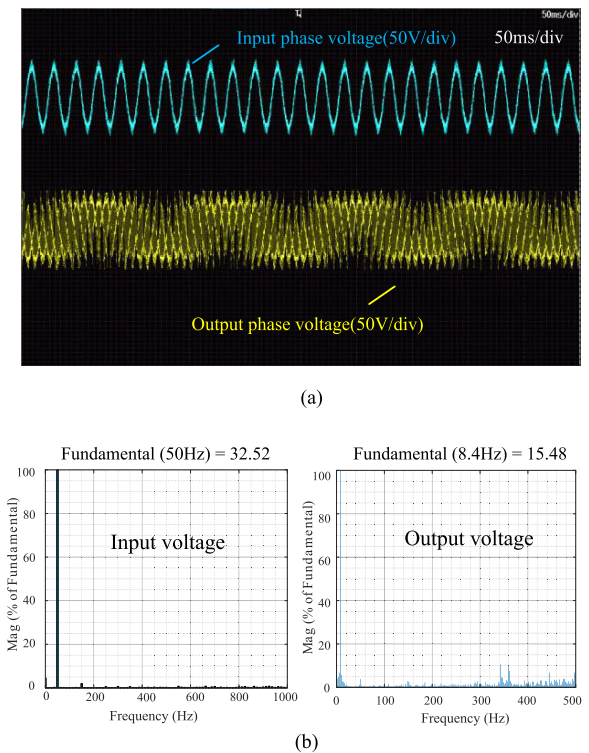 50ms/div
Input phase voltage(50V/div)
50ms/div
Output phase voltage(50V/div)
(a)
Fundamental (50Hz) = 32.52
Mag (% of Fundamental)
100
80
60
40
20
0
Input voltage
0
200
400
600
800
1000
Frequency (Hz)
Fundamental (8.4Hz) = 15.48
Mag (% of Fundamental)
100
80
60
40
20
0
Output voltage
0
100
200
300
400
500
Frequency (Hz)
(b)